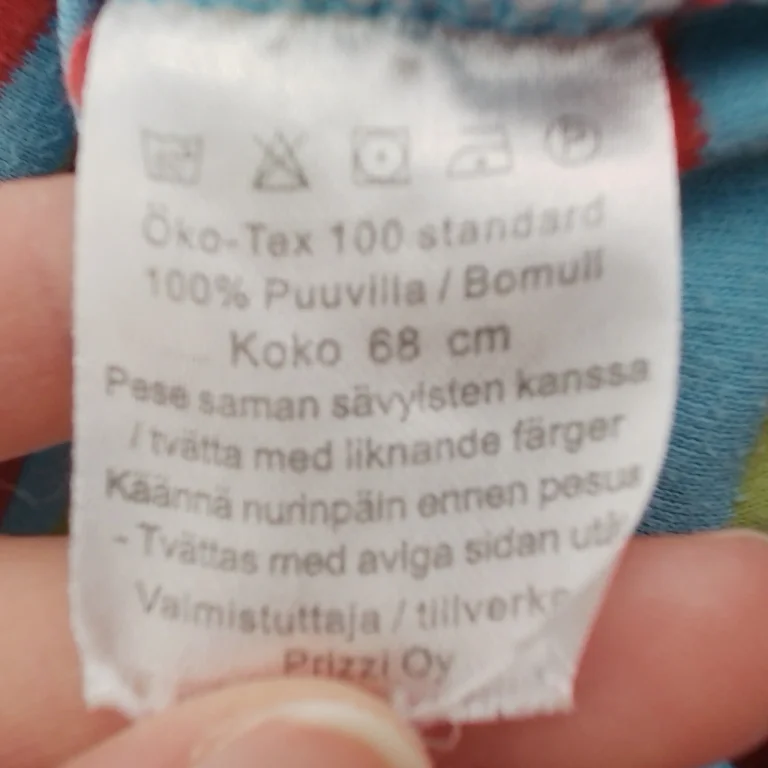 Öko-Tex 100 standard
100% Puuvilla / Bomull
Koko 68 cm
Pese saman sävyisten kanssa
/ tvätta med liknande färger
Käännä nurinpäin ennen pesua
- Tvättas med aviga sidan
Valmistuttaja / tillverk
Prizzi Oy